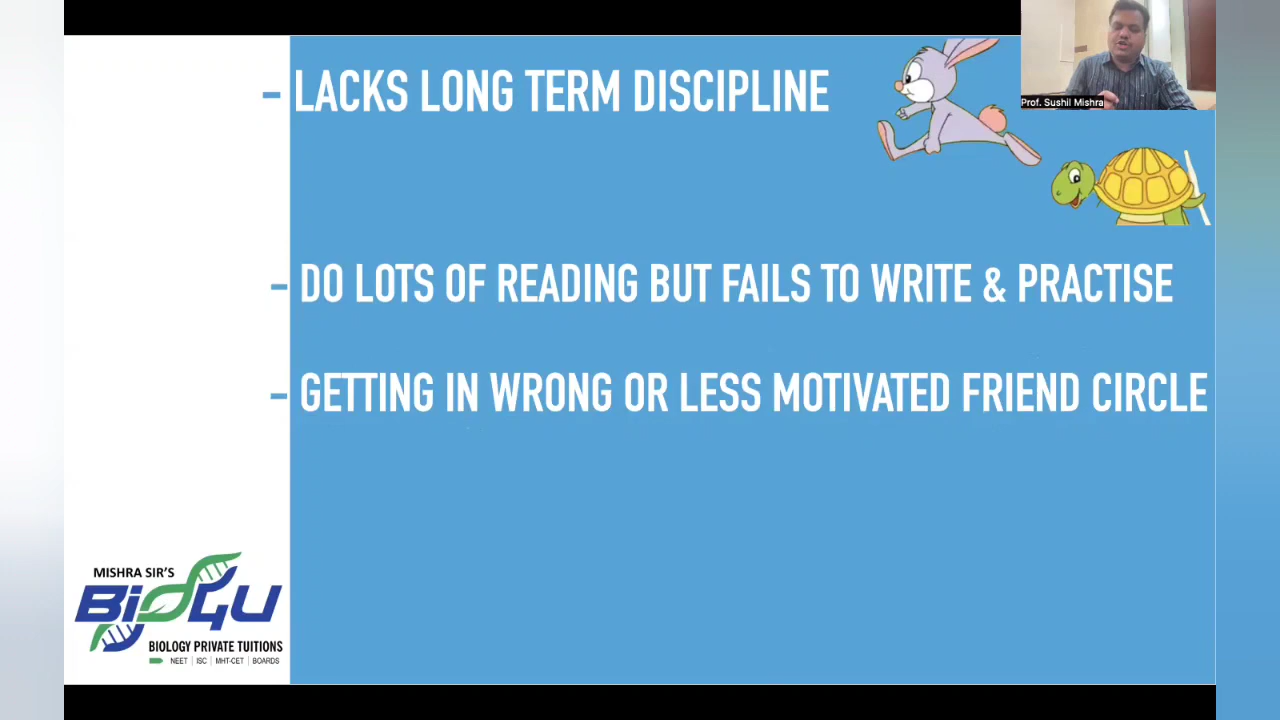 - LACKS LONG TERM DISCIPLINE
Prof. Sushil Mishra
- DO LOTS OF READING BUT FAILS TO WRITE & PRACTISE
- GETTING IN WRONG OR LESS MOTIVATED FRIEND CIRCLE
MISHRA SIR'S
BiO4U
BIOLOGY PRIVATE TUITIONS
NEET | ISC | MHT-CET | BOARDS